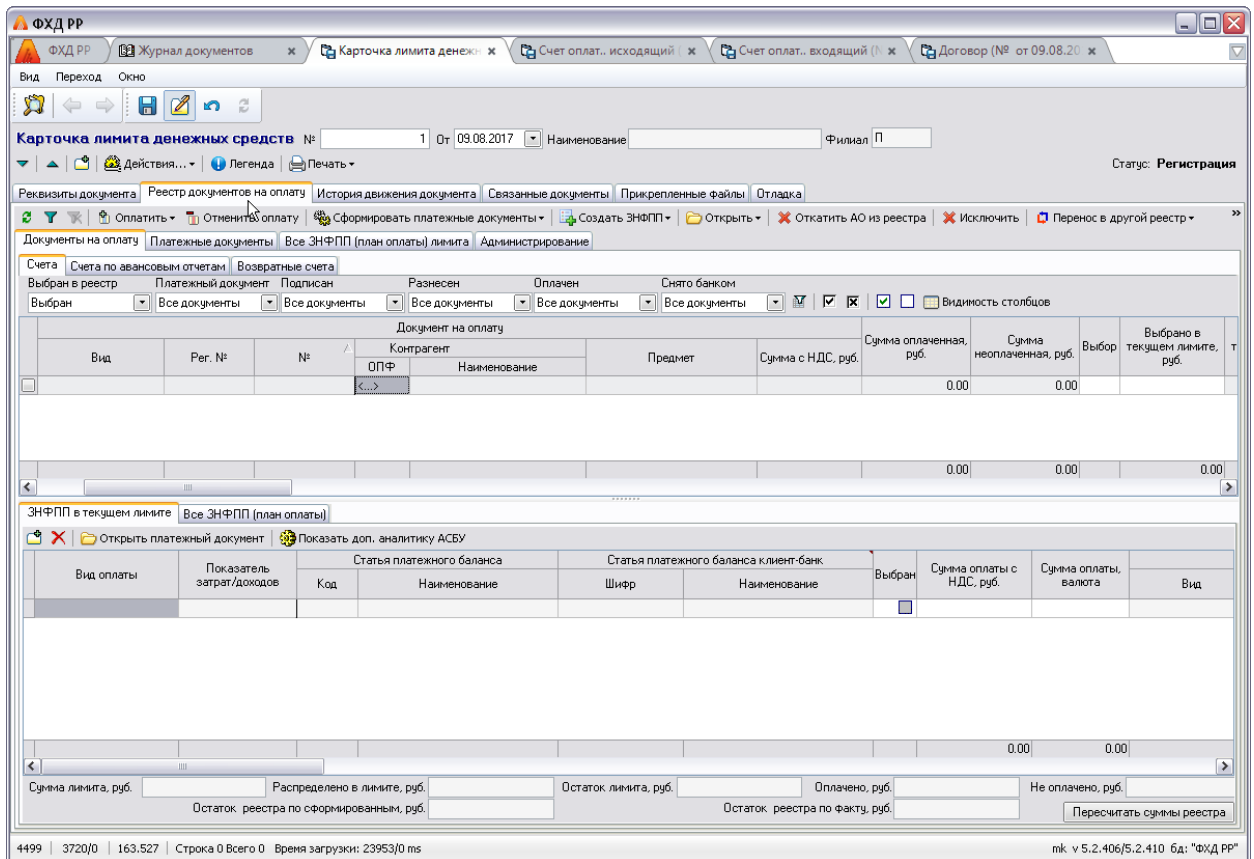 ФХД РР
ФХД РР Журнал документов Карточка лимита денежн Счет оплат.. исходящий ( Счет оплат.. входящий (N Договор (№ от 09.08.20
Вид Переход Окно
Карточка лимита денежных средств № 1 От 09.08.2017 Наименование Филиал П
Действия... Легенда Печать Статус: Регистрация
Реквизиты документа Реестр документов на оплату История движения документа Связанные документы Прикрепленные файлы Отладка
Оплатить Отменить оплату Сформировать платежные документы Создать ЗНФПП Открыть Откатить АО из реестра Исключить Перенос в другой реестр »
Документы на оплату Платежные документы Все ЗНФПП (план оплаты) лимита Администрирование
Счета Счета по авансовым отчетам Возвратные счета
Выбран в реестр Платежный документ Подписан Разнесен Оплачен Снято банком
Выбран Все документы Все документы Все документы Все документы Все документы Видимость столбцов
Документ на оплату
Вид Рег. № № Контрагент Предмет Сумма с НДС, руб. Сумма оплаченная, руб. Сумма неоплаченная, руб. Выбор Выбрано в текущем лимите, руб. т
ОПФ Наименование
<...> 0.00 0.00
0.00 0.00 0.00
ЗНФПП в текущем лимите Все ЗНФПП (план оплаты)
Открыть платежный документ Показать доп. аналитику АСБУ
Вид оплаты Показатель затрат/доходов Статья платежного баланса Статья платежного баланса клиент-банк Выбран Сумма оплаты с НДС, руб. Сумма оплаты, валюта
Код Наименование Шифр Наименование Вид
0.00 0.00
Сумма лимита, руб. Распределено в лимите, руб. Остаток лимита, руб. Оплачено, руб. Не оплачено, руб.
Остаток реестра по сформированным, руб. Остаток реестра по факту, руб. Пересчитать суммы реестра
4499 3720/0 163.527 Строка 0 Всего 0 Время загрузки: 23953/0 ms mk v 5.2.406/5.2.410 бд: "ФХД РР"